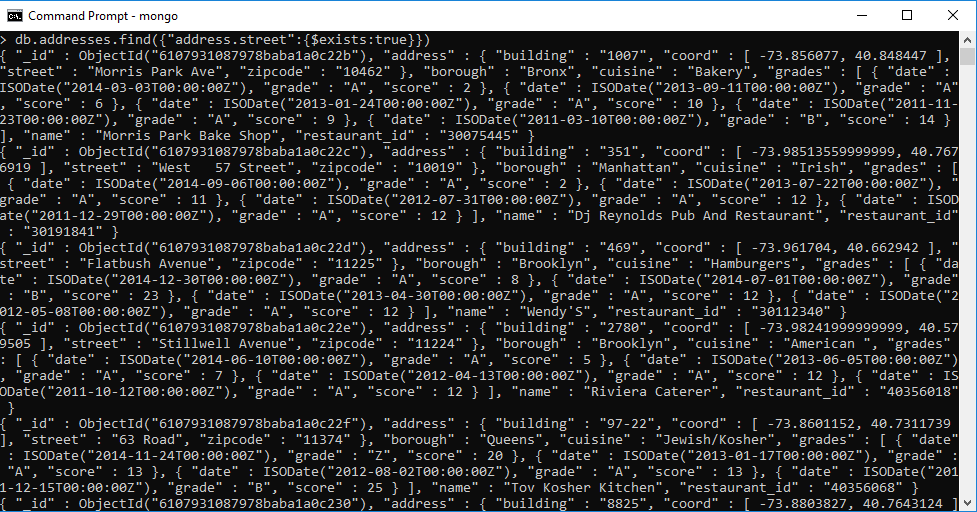 Command Prompt - mongo
> db.addresses.find({"address.street":{$exists:true}})
{ "_id" : ObjectId("6107931087978baba1a0c22b"), "address" : { "building" : "1007", "coord" : [ -73.856077, 40.848447 ],
"street" : "Morris Park Ave", "zipcode" : "10462" }, "borough" : "Bronx", "cuisine" : "Bakery", "grades" : [ { "date" :
ISODate("2014-03-03T00:00:00Z"), "grade" : "A", "score" : 2 }, { "date" : ISODate("2013-09-11T00:00:00Z"), "grade" : "A"
, "score" : 6 }, { "date" : ISODate("2013-01-24T00:00:00Z"), "grade" : "A", "score" : 10 }, { "date" : ISODate("2011-11-
23T00:00:00Z"), "grade" : "A", "score" : 9 }, { "date" : ISODate("2011-03-10T00:00:00Z"), "grade" : "B", "score" : 14 }
], "name" : "Morris Park Bake Shop", "restaurant_id" : "30075445" }
{ "_id" : ObjectId("6107931087978baba1a0c22c"), "address" : { "building" : "351", "coord" : [ -73.98513559999999, 40.767
6919 ], "street" : "West   57 Street", "zipcode" : "10019" }, "borough" : "Manhattan", "cuisine" : "Irish", "grades" : [
 { "date" : ISODate("2014-09-06T00:00:00Z"), "grade" : "A", "score" : 2 }, { "date" : ISODate("2013-07-22T00:00:00Z"), "
grade" : "A", "score" : 11 }, { "date" : ISODate("2012-07-31T00:00:00Z"), "grade" : "A", "score" : 12 }, { "date" : ISOD
ate("2011-12-29T00:00:00Z"), "grade" : "A", "score" : 12 } ], "name" : "Dj Reynolds Pub And Restaurant", "restaurant_id"
 : "30191841" }
{ "_id" : ObjectId("6107931087978baba1a0c22d"), "address" : { "building" : "469", "coord" : [ -73.961704, 40.662942 ], "
street" : "Flatbush Avenue", "zipcode" : "11225" }, "borough" : "Brooklyn", "cuisine" : "Hamburgers", "grades" : [ { "da
te" : ISODate("2014-12-30T00:00:00Z"), "grade" : "A", "score" : 8 }, { "date" : ISODate("2014-07-01T00:00:00Z"), "grade"
 : "B", "score" : 23 }, { "date" : ISODate("2013-04-30T00:00:00Z"), "grade" : "A", "score" : 12 }, { "date" : ISODate("2
012-05-08T00:00:00Z"), "grade" : "A", "score" : 12 } ], "name" : "Wendy'S", "restaurant_id" : "30112340" }
{ "_id" : ObjectId("6107931087978baba1a0c22e"), "address" : { "building" : "2780", "coord" : [ -73.98241999999999, 40.57
9505 ], "street" : "Stillwell Avenue", "zipcode" : "11224" }, "borough" : "Brooklyn", "cuisine" : "American ", "grades"
: [ { "date" : ISODate("2014-06-10T00:00:00Z"), "grade" : "A", "score" : 5 }, { "date" : ISODate("2013-06-05T00:00:00Z")
, "grade" : "A", "score" : 7 }, { "date" : ISODate("2012-04-13T00:00:00Z"), "grade" : "A", "score" : 12 }, { "date" : IS
ODate("2011-10-12T00:00:00Z"), "grade" : "A", "score" : 12 } ], "name" : "Riviera Caterer", "restaurant_id" : "40356018"
 }
{ "_id" : ObjectId("6107931087978baba1a0c22f"), "address" : { "building" : "97-22", "coord" : [ -73.8601152, 40.7311739
], "street" : "63 Road", "zipcode" : "11374" }, "borough" : "Queens", "cuisine" : "Jewish/Kosher", "grades" : [ { "date"
 : ISODate("2014-11-24T00:00:00Z"), "grade" : "Z", "score" : 20 }, { "date" : ISODate("2013-01-17T00:00:00Z"), "grade" :
"A", "score" : 13 }, { "date" : ISODate("2012-08-02T00:00:00Z"), "grade" : "A", "score" : 13 }, { "date" : ISODate("201
1-12-15T00:00:00Z"), "grade" : "B", "score" : 25 } ], "name" : "Tov Kosher Kitchen", "restaurant_id" : "40356068" }
{ "_id" : ObjectId("6107931087978baba1a0c230"), "address" : { "building" : "8825", "coord" : [ -73.8803827, 40.7643124 ]